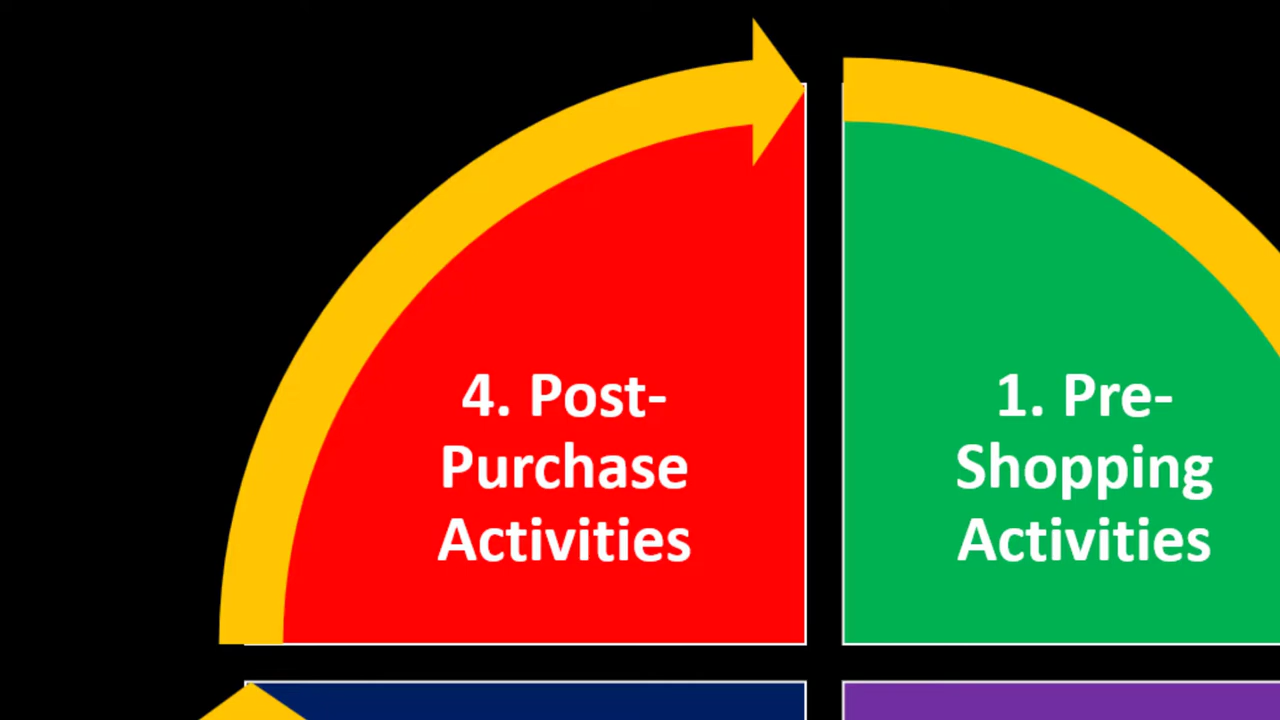 4. Post-
Purchase
Activities
1. Pre-
Shopping
Activities